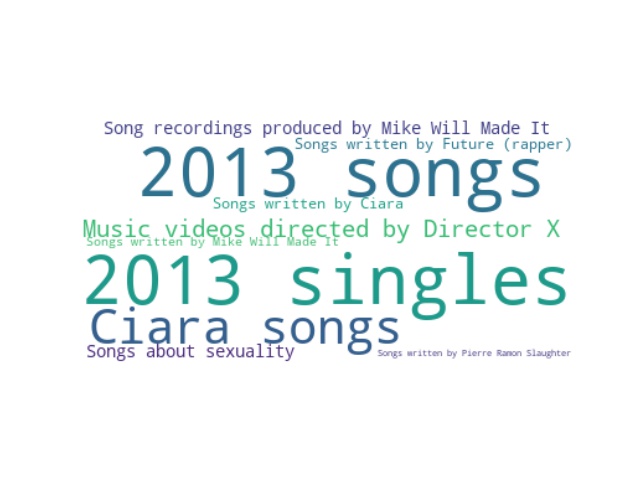 Song recordings produced by Mike Will Made It
Songs written by Future (rapper)
2013 songs
Songs written by Ciara
Music videos directed by Director X
Songs written by Mike Will Made It
2013 singles
Ciara songs
Songs about sexuality
Songs written by Pierre Ramon Slaughter